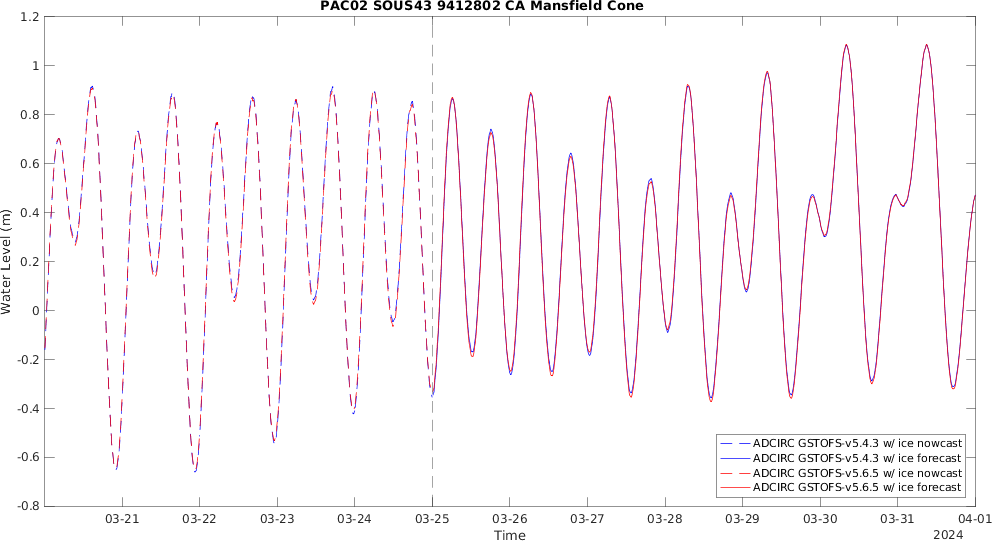 PAC02 SOUS43 9412802 CA Mansfield Cone
1.2
1
0.8
0.6
0.4
0.2
0
-0.2
-0.4
-0.6
-0.8
Water Level (m)
ADCIRC GSTOFS-v5.4.3 w/ ice nowcast
ADCIRC GSTOFS-v5.4.3 w/ ice forecast
ADCIRC GSTOFS-v5.6.5 w/ ice nowcast
ADCIRC GSTOFS-v5.6.5 w/ ice forecast
03-21 03-22 03-23 03-24 03-25 03-26 03-27 03-28 03-29 03-30 03-31 04-01
Time
2024